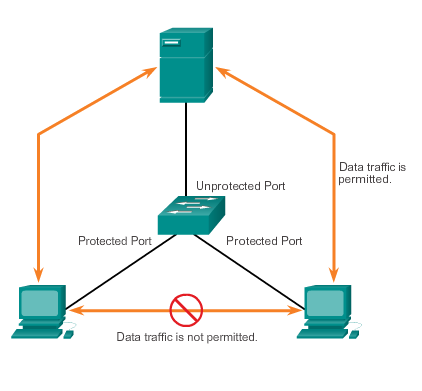 Unprotected Port
Data traffic is
permitted.
Protected Port
Protected Port
Data traffic is not permitted.